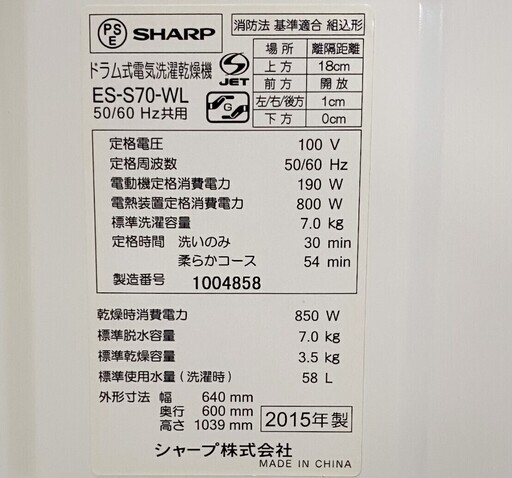 PSE SHARP
ドラム式電気洗濯乾燥機
ES-S70-WL
50/60 Hz共用
S-JET
G
消防法 基準適合 組込形
場所 離隔距離
上方 18cm
前方 開放
左/右/後方 1cm
下方 0cm
定格電圧 100 V
定格周波数 50/60 Hz
電動機定格消費電力 190 W
電熱装置定格消費電力 800 W
標準洗濯容量 7.0 kg
定格時間 洗いのみ 30 min
柔らかコース 54 min
製造番号 1004858
乾燥時消費電力 850 W
標準脱水容量 7.0 kg
標準乾燥容量 3.5 kg
標準使用水量(洗濯時) 58 L
外形寸法 幅 640 mm
奥行 600 mm
高さ 1039 mm
2015年製
シャープ株式会社
MADE IN CHINA